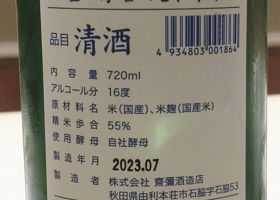 品目 清酒
4 934803 001864
内容量 720ml
アルコール分 16度
原材料名 米(国産)、米麹(国産米)
精米歩合 55%
使用酵母 自社酵母
製造年月 2023.07
製造者 株式会社 齋彌酒造店
秋田県由利本荘市石脇字石脇53